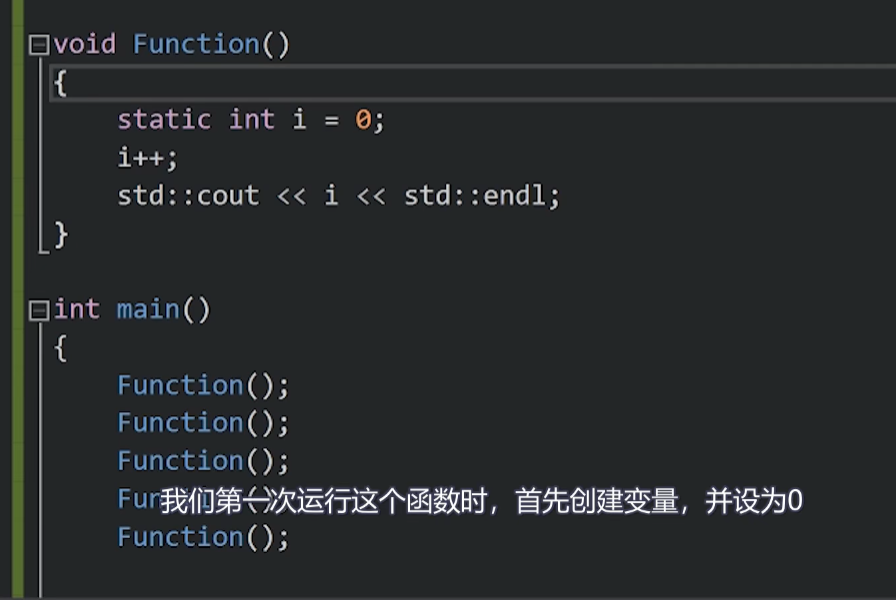 void Function()
{
    static int i = 0;
    i++;
    std::cout << i << std::endl;
}
int main()
{
    Function();
    Function();
    Function();
    Fun
我们第一次运行这个函数时，首先创建变量，并设为0
    Function();